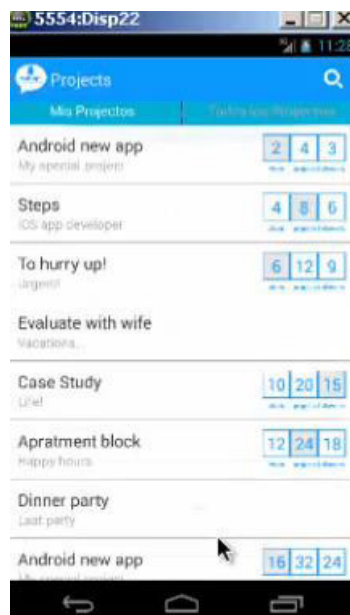 5554:Disp22
11:28
Projects
Mis Projectos
Android new app
2 4 3
My special project
Steps
4 8 6
iOS app developer
To hurry up!
6 12 9
Urgent!
Evaluate with wife
Vacations...
Case Study
10 20 15
Life!
Apratment block
12 24 18
Happy hours
Dinner party
Last party
Android new app
16 32 24
My special project